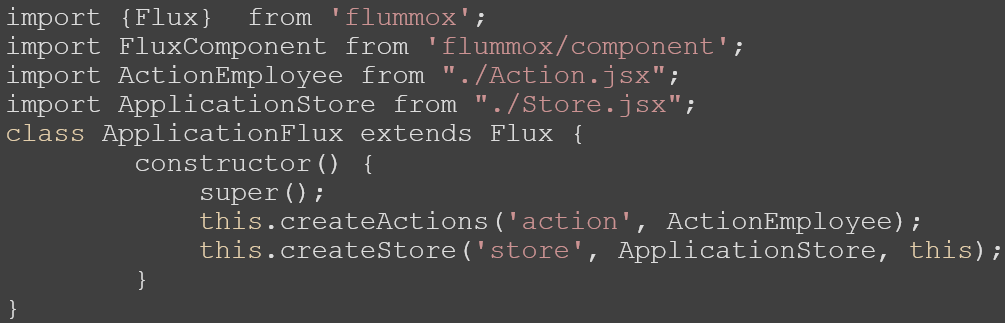 import {Flux}  from 'flummox';
import FluxComponent from 'flummox/component';
import ActionEmployee from "./Action.jsx";
import ApplicationStore from "./Store.jsx";
class ApplicationFlux extends Flux {
        constructor() {
            super();
            this.createActions('action', ActionEmployee);
            this.createStore('store', ApplicationStore, this);
        }
}